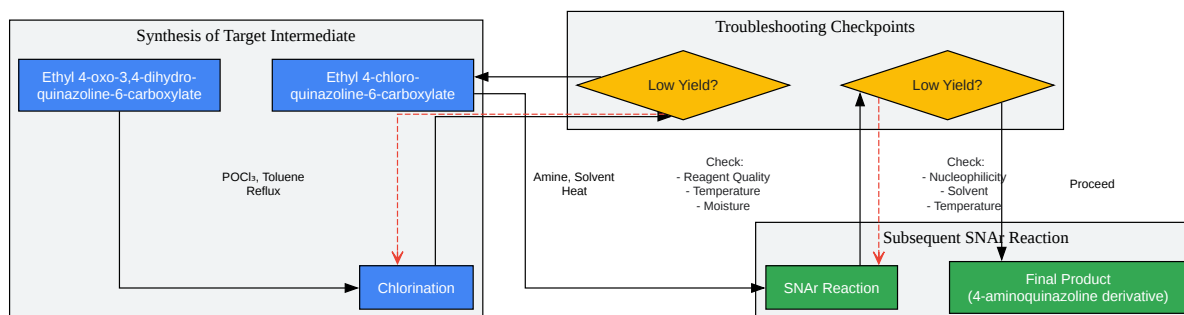 Synthesis of Target Intermediate
Ethyl 4-oxo-3,4-dihydro-
quinazoline-6-carboxylate
Ethyl 4-chloro-
quinazoline-6-carboxylate
POCl₃, Toluene
Reflux
Chlorination
Troubleshooting Checkpoints
Low Yield?
Low Yield?
Amine, Solvent
Heat
Check:
- Reagent Quality
- Temperature
- Moisture
Check:
- Nucleophilicity
- Solvent
- Temperature
Proceed
Subsequent SNAr Reaction
SNAr Reaction
Final Product
(4-aminoquinazoline derivative)